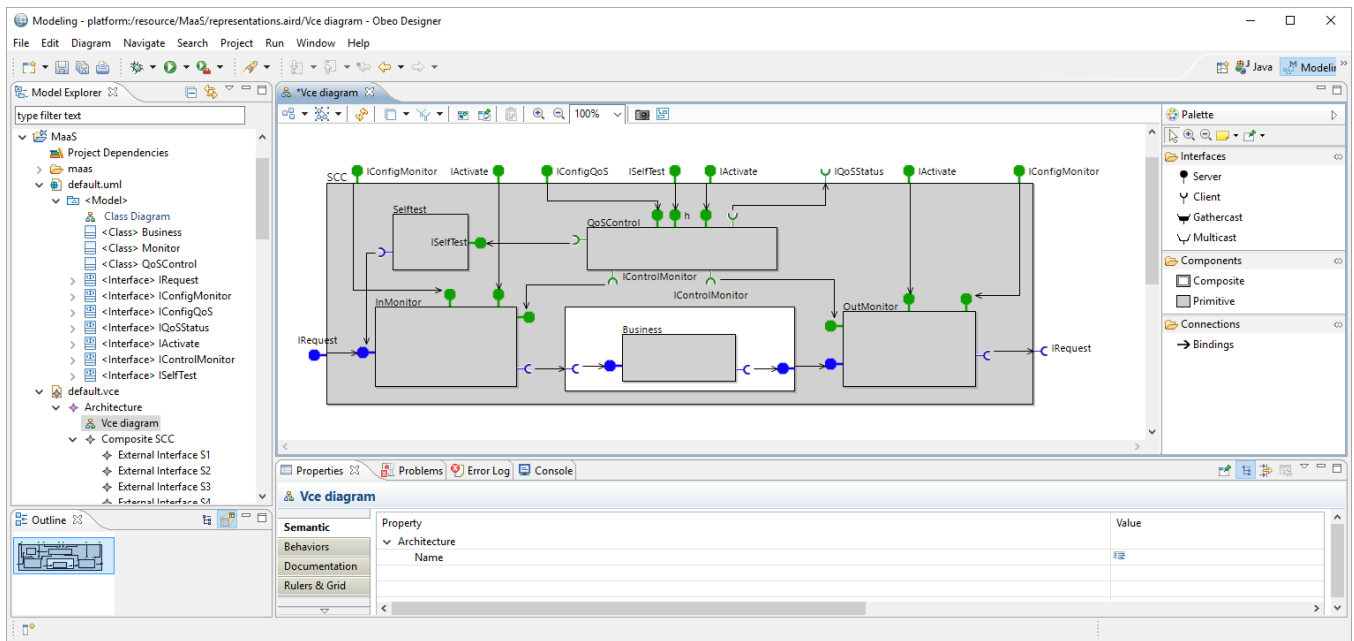 Modeling - platform:/resource/MaaS/representations.aird/Vce diagram - Obeo Designer
File Edit Diagram Navigate Search Project Run Window Help
Java Modelin
Model Explorer
type filter text
MaaS
Project Dependencies
maas
default.uml
<Model>
Class Diagram
<Class> Business
<Class> Monitor
<Class> QoSControl
<Interface> IRequest
<Interface> IConfigMonitor
<Interface> IConfigQoS
<Interface> IQoSStatus
<Interface> IActivate
<Interface> IControlMonitor
<Interface> ISelfTest
default.vce
Architecture
Vce diagram
Composite SCC
External Interface S1
External Interface S2
External Interface S3
External Interface S4
Outline
*Vce diagram
100%
SCC IConfigMonitor IActivate IConfigQoS ISelfTest IActivate IQoSStatus IActivate IConfigMonitor
Selftest
h
QoSControl
ISelfTest
IControlMonitor
IControlMonitor
InMonitor
OutMonitor
Business
IRequest
IRequest
Palette
Interfaces
Server
Client
Gathercast
Multicast
Components
Composite
Primitive
Connections
Bindings
Properties Problems Error Log Console
Vce diagram
Semantic
Behaviors
Documentation
Rulers & Grid
Property Value
Architecture
Name